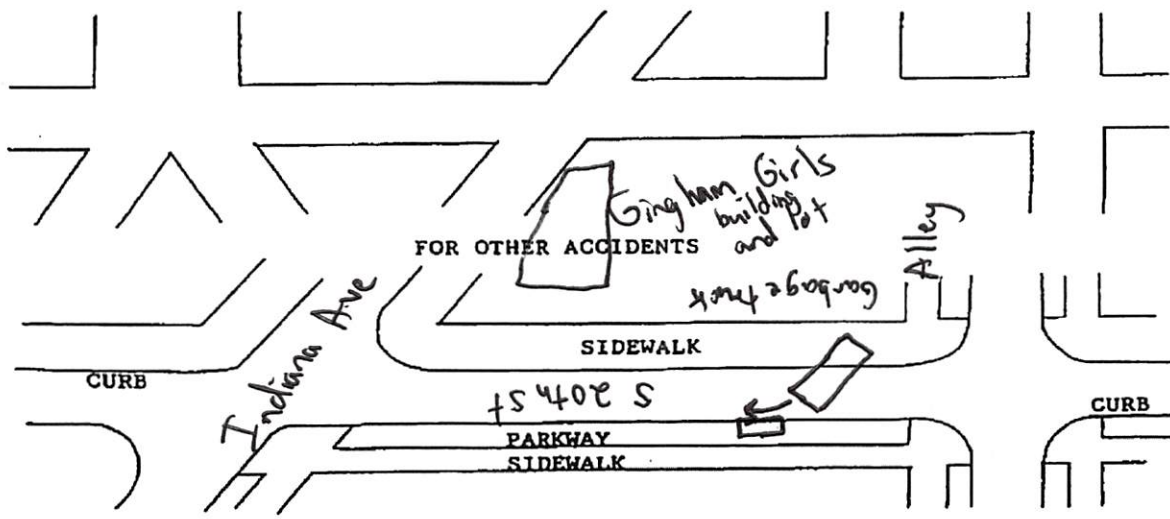 Gingham Girls
building
and lot
FOR OTHER ACCIDENTS
Alley
Garbage truck
Indiana Ave
SIDEWALK
CURB
S 20th St
CURB
PARKWAY
SIDEWALK